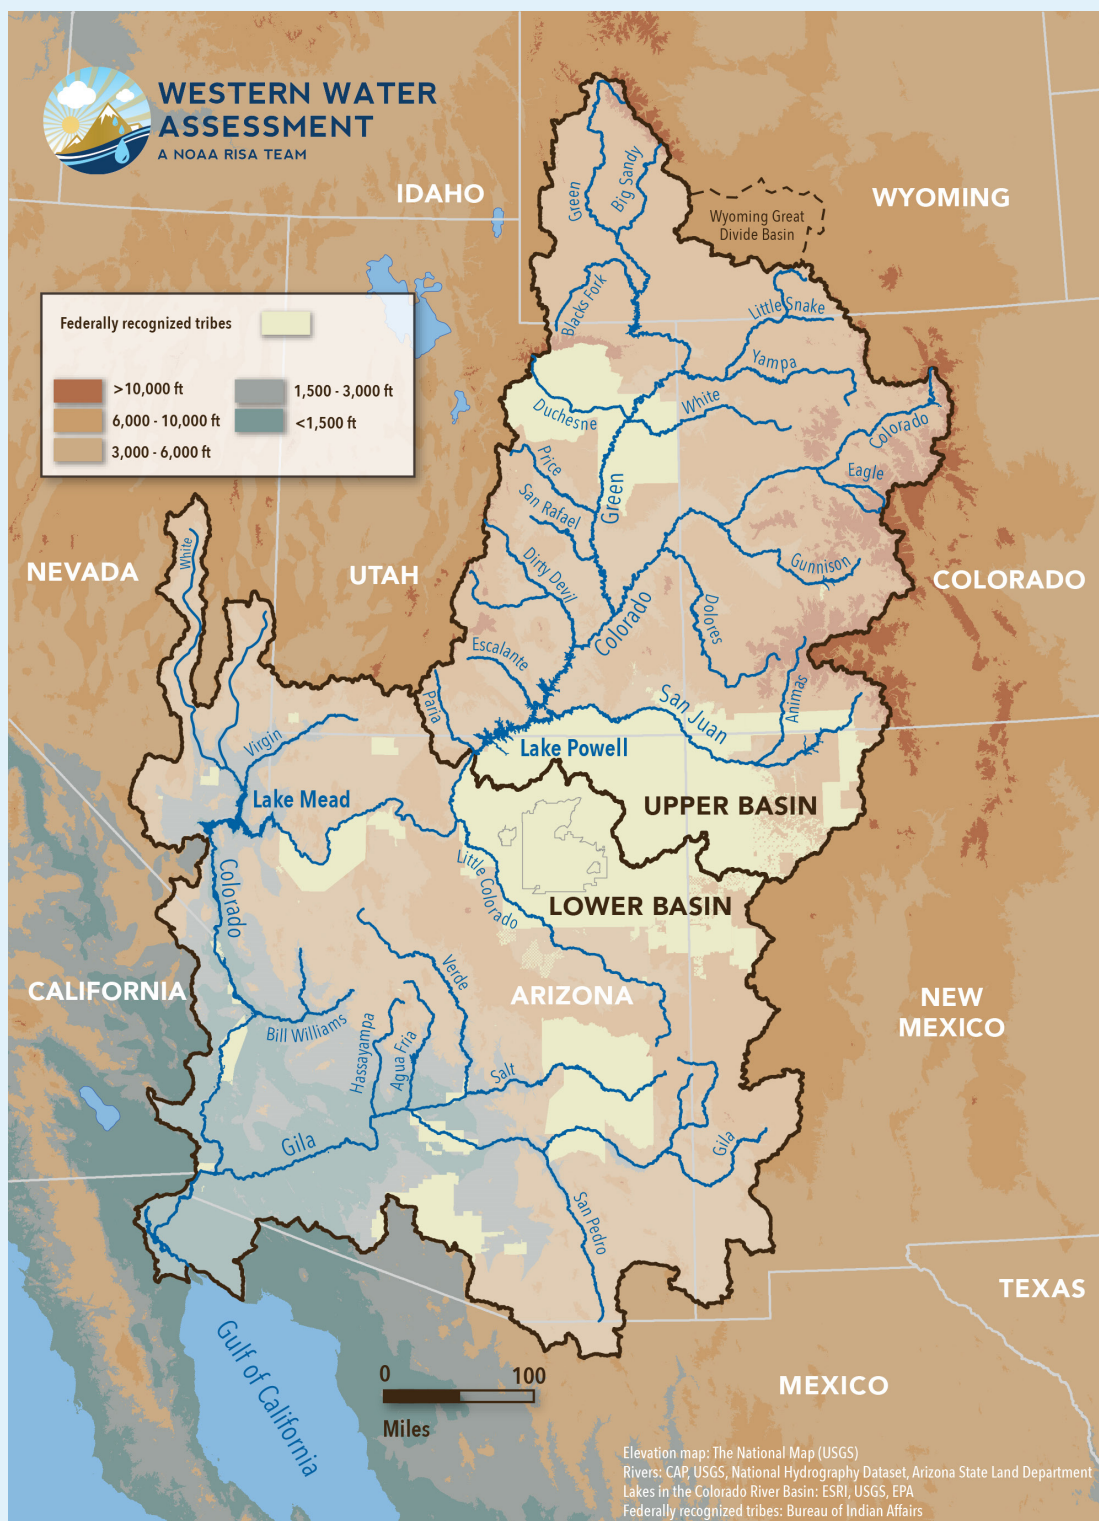 WESTERN WATER
ASSESSMENT
A NOAA RISA TEAM
IDAHO
WYOMING
Green
Big Sandy
Wyoming Great
Divide Basin
Blacks Fork
Little Snake
Federally recognized tribes
>10,000 ft
1,500 - 3,000 ft
6,000 - 10,000 ft
<1,500 ft
3,000 - 6,000 ft
Yampa
Duchesne
White
Colorado
Price
Eagle
San Rafael
Green
White
NEVADA
UTAH
Dirty Devil
Gunnison
COLORADO
Colorado
Dolores
Escalante
Paria
San Juan
Animas
Virgin
Lake Powell
Lake Mead
UPPER BASIN
Colorado
Little Colorado
LOWER BASIN
Verde
CALIFORNIA
ARIZONA
NEW
MEXICO
Bill Williams
Hassayampa
Agua Fria
Salt
Gila
Gila
San Pedro
TEXAS
Gulf of California
0 100
Miles
MEXICO
Elevation map: The National Map (USGS)
Rivers: CAP, USGS, National Hydrography Dataset, Arizona State Land Department
Lakes in the Colorado River Basin: ESRI, USGS, EPA
Federally recognized tribes: Bureau of Indian Affairs